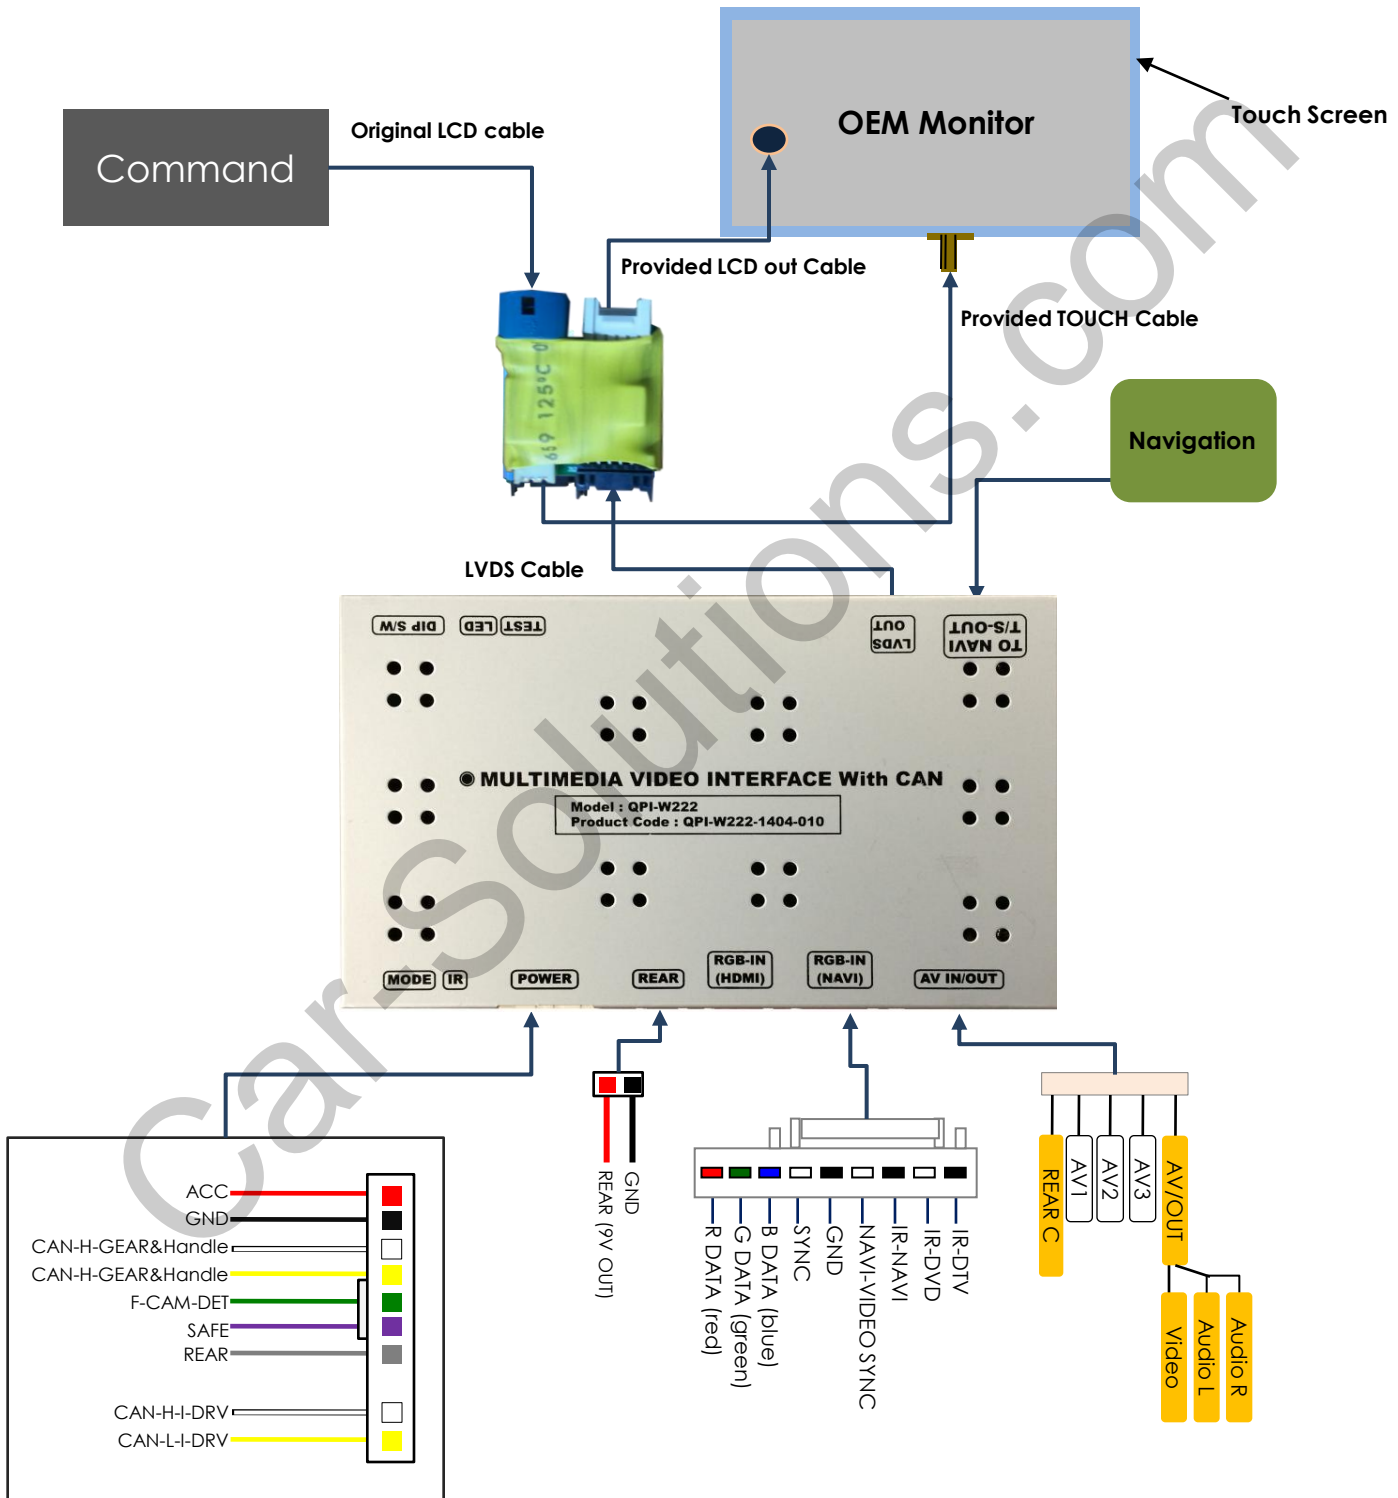 OEM Monitor
Touch Screen
Original LCD cable
Command
Provided LCD out Cable
Provided TOUCH Cable
Navigation
659 125°C 0
LVDS Cable
DIP S/W
LED
TEST
LVDS
OUT
TO NAVI
T/S-OUT
MULTIMEDIA VIDEO INTERFACE With CAN
Model : QPI-W222
Product Code : QPI-W222-1404-010
MODE
IR
POWER
REAR
RGB-IN
(HDMI)
RGB-IN
(NAVI)
AV IN/OUT
ACC
GND
CAN-H-GEAR&Handle
CAN-H-GEAR&Handle
F-CAM-DET
SAFE
REAR
CAN-H-I-DRV
CAN-L-I-DRV
REAR (9V OUT)
GND
R DATA (red)
G DATA (green)
B DATA (blue)
SYNC
GND
NAVI-VIDEO SYNC
IR-NAVI
IR-DVD
IR-DTV
REAR C
AV1
AV2
AV3
AV/OUT
Video
Audio L
Audio R
Car-Solutions.com